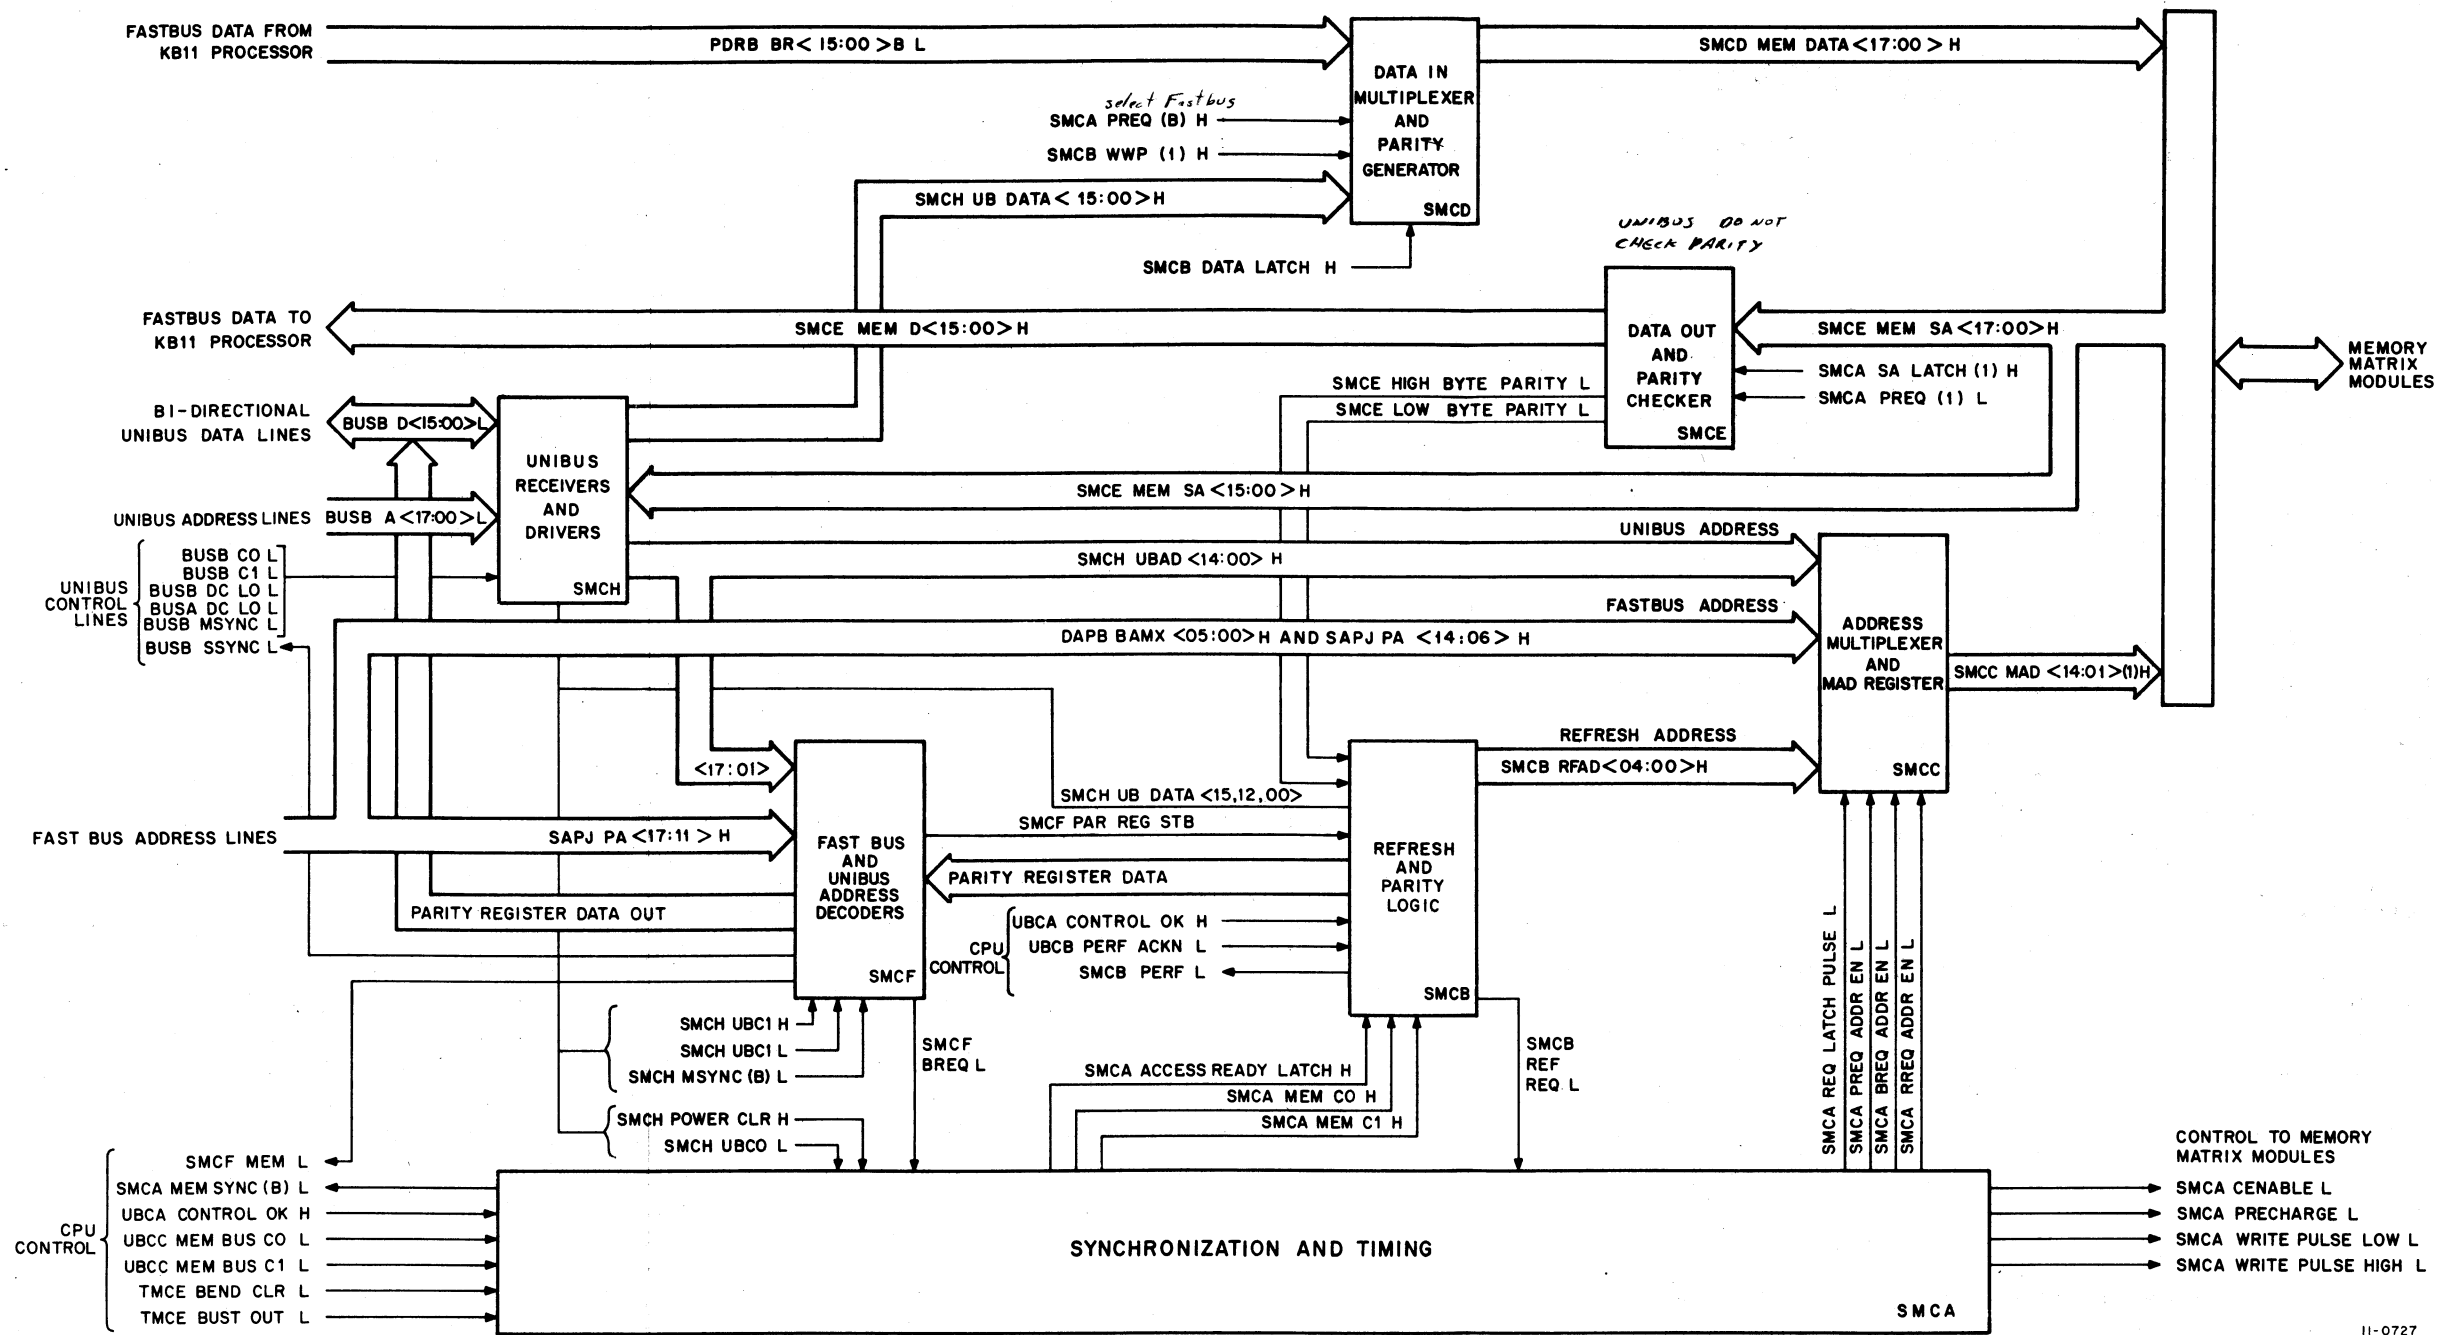 FASTBUS DATA FROM
KB11 PROCESSOR
PDRB BR< 15:00 >B L
SMCD MEM DATA<17:00 > H
DATA IN
MULTIPLEXER
AND
PARITY
GENERATOR
SMCD
select Fastbus
SMCA PREQ (B) H
SMCB WWP (1) H
SMCH UB DATA< 15:00>H
SMCB DATA LATCH H
UNIBUS DO NOT
CHECK PARITY
FASTBUS DATA TO
KB11 PROCESSOR
SMCE MEM D<15:00>H
DATA OUT
AND
PARITY
CHECKER
SMCE
SMCE MEM SA<17:00>H
SMCA SA LATCH (1) H
SMCA PREQ (1) L
MEMORY
MATRIX
MODULES
SMCE HIGH BYTE PARITY L
SMCE LOW BYTE PARITY L
BI-DIRECTIONAL
UNIBUS DATA LINES
BUSB D<15:00>L
UNIBUS
RECEIVERS
AND
DRIVERS
SMCH
SMCE MEM SA <15:00> H
UNIBUS ADDRESS LINES
BUSB A<17:00>L
UNIBUS
CONTROL
LINES
BUSB C0 L
BUSB C1 L
BUSB DC LO L
BUSA DC LO L
BUSB MSYNC L
BUSB SSYNC L
UNIBUS ADDRESS
SMCH UBAD <14:00> H
FASTBUS ADDRESS
DAPB BAMX <05:00>H AND SAPJ PA <14:06> H
ADDRESS
MULTIPLEXER
AND
MAD REGISTER
SMCC
SMCC MAD <14:01>(1)H
REFRESH ADDRESS
SMCB RFAD<04:00>H
<17:01>
SMCH UB DATA <15,12,00>
SMCF PAR REG STB
FAST BUS ADDRESS LINES
SAPJ PA <17:11 > H
FAST BUS
AND
UNIBUS
ADDRESS
DECODERS
SMCF
PARITY REGISTER DATA
REFRESH
AND
PARITY
LOGIC
SMCB
PARITY REGISTER DATA OUT
CPU
CONTROL
UBCA CONTROL OK H
UBCB PERF ACKN L
SMCB PERF L
SMCH UBC1 H
SMCH UBC1 L
SMCH MSYNC (B) L
SMCF
BREQ L
SMCA ACCESS READY LATCH H
SMCA MEM C0 H
SMCA MEM C1 H
SMCB
REF
REQ L
SMCA REQ LATCH PULSE L
SMCA PREQ ADDR EN L
SMCA BREQ ADDR EN L
SMCA RREQ ADDR EN L
SMCH POWER CLR H
SMCH UBC0 L
CPU
CONTROL
SMCF MEM L
SMCA MEM SYNC (B) L
UBCA CONTROL OK H
UBCC MEM BUS C0 L
UBCC MEM BUS C1 L
TMCE BEND CLR L
TMCE BUST OUT L
SYNCHRONIZATION AND TIMING
SMCA
CONTROL TO MEMORY
MATRIX MODULES
SMCA CENABLE L
SMCA PRECHARGE L
SMCA WRITE PULSE LOW L
SMCA WRITE PULSE HIGH L
11-0727